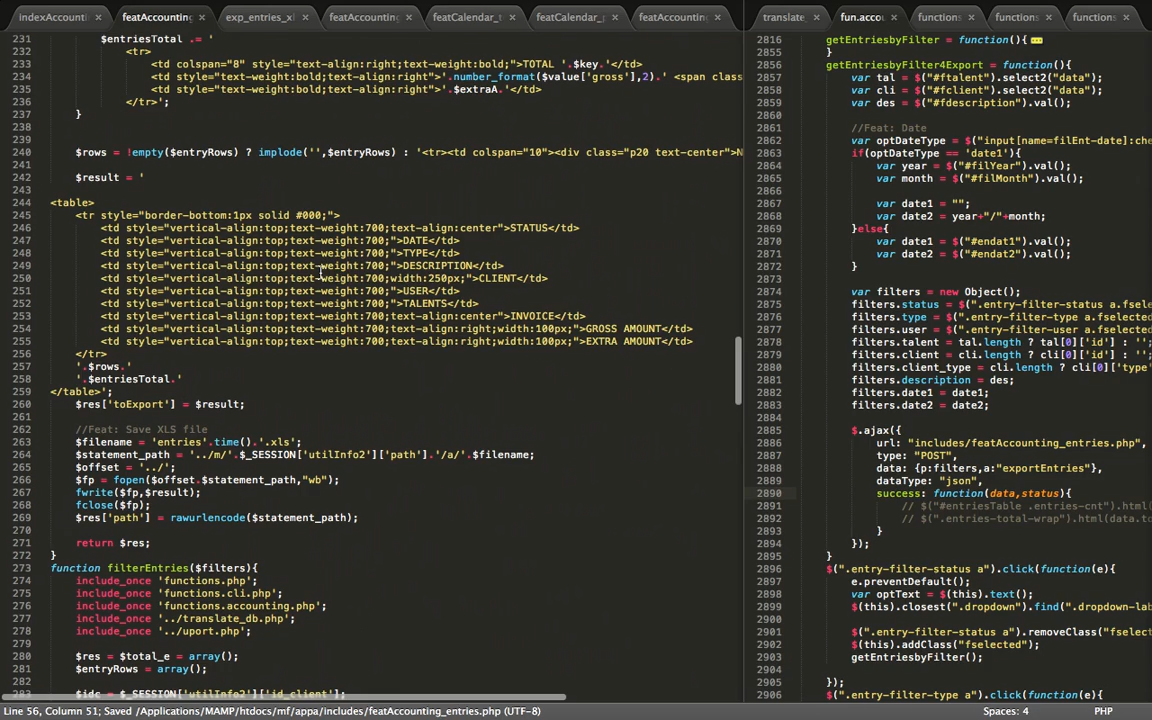 indexAccounting × featAccounting × exp_entries_xl × featAccounting × featCalendar_ × featCalendar_ × featAccounting × translate_ × fun.acco × functions × functions × functions ×
231 $entriesTotal .= '
232 <tr>
233 <td colspan="8" style="text-align:right;text-weight:bold;">TOTAL '.$key.'</td>
234 <td style="text-weight:bold;text-align:right">'.number_format($value['gross'],2).' <span clas
235 <td style="text-weight:bold;text-align:right">'.$extraA.'</td>
236 </tr>';
237 }
238
239
240 $rows = !empty($entryRows) ? implode('',$entryRows) : '<tr><td colspan="10"><div class="p20 text-center">N
241
242 $result = '
243
244 <table>
245 <tr style="border-bottom:1px solid #000;">
246 <td style="vertical-align:top;text-weight:700;text-align:center">STATUS</td>
247 <td style="vertical-align:top;text-weight:700;">DATE</td>
248 <td style="vertical-align:top;text-weight:700;">TYPE</td>
249 <td style="vertical-align:top;text-weight:700;">DESCRIPTION</td>
250 <td style="vertical-align:top;text-weight:700;width:250px;">CLIENT</td>
251 <td style="vertical-align:top;text-weight:700;">USER</td>
252 <td style="vertical-align:top;text-weight:700;">TALENTS</td>
253 <td style="vertical-align:top;text-weight:700;text-align:center">INVOICE</td>
254 <td style="vertical-align:top;text-weight:700;text-align:right;width:100px;">GROSS AMOUNT</td>
255 <td style="vertical-align:top;text-weight:700;text-align:right;width:100px;">EXTRA AMOUNT</td>
256 </tr>
257 '.$rows.'
258 '.$entriesTotal.'
259 </table>';
260 $res['toExport'] = $result;
261
262 //Feat: Save XLS file
263 $filename = 'entries'.time().'.xls';
264 $statement_path = '../m/'.$_SESSION['utilInfo2']['path'].'/a/'.$filename;
265 $offset = '../';
266 $fp = fopen($offset.$statement_path,"wb");
267 fwrite($fp,$result);
268 fclose($fp);
269 $res['path'] = rawurlencode($statement_path);
270
271 return $res;
272 }
273 function filterEntries($filters){
274 include_once 'functions.php';
275 include_once 'functions.cli.php';
276 include_once 'functions.accounting.php';
277 include_once '../translate_db.php';
278 include_once '../uport.php';
279
280 $res = $total_e = array();
281 $entryRows = array();
282
283 $idc = $_SESSION['utilInfo2']['id_client'];
2816 getEntriesbyFilter = function(){
2855 }
2856 getEntriesbyFilter4Export = function(){
2857 var tal = $("#ftalent").select2("data");
2858 var cli = $("#fclient").select2("data");
2859 var des = $("#fdescription").val();
2860
2861 //Feat: Date
2862 var optDateType = $("input[name=filEnt-date]:che
2863 if(optDateType == 'date1'){
2864 var year = $("#filYear").val();
2865 var month = $("#filMonth").val();
2866
2867 var date1 = "";
2868 var date2 = year+"/"+month;
2869 }else{
2870 var date1 = $("#endat1").val();
2871 var date2 = $("#endat2").val();
2872 }
2873
2874 var filters = new Object();
2875 filters.status = $(".entry-filter-status a.fselec
2876 filters.type = $(".entry-filter-type a.fselected
2877 filters.user = $(".entry-filter-user a.fselected
2878 filters.talent = tal.length ? tal[0]['id'] : '';
2879 filters.client = cli.length ? cli[0]['id'] : '';
2880 filters.client_type = cli.length ? cli[0]['type'
2881 filters.description = des;
2882 filters.date1 = date1;
2883 filters.date2 = date2;
2884
2885 $.ajax({
2886 url: "includes/featAccounting_entries.php",
2887 type: "POST",
2888 data: {p:filters,a:"exportEntries"},
2889 dataType: "json",
2890 success: function(data,status){
2891 // $("#entriesTable .entries-cnt").html(
2892 // $(".entries-total-wrap").html(data.to
2893 }
2894 });
2895 }
2896 $(".entry-filter-status a").click(function(e){
2897 e.preventDefault();
2898 var optText = $(this).text();
2899 $(this).closest(".dropdown").find(".dropdown-lab
2900
2901 $(".entry-filter-status a").removeClass("fselect
2902 $(this).addClass("fselected");
2903 getEntriesbyFilter();
2904
2905 });
2906 $(".entry-filter-type a").click(function(e){
Line 56, Column 51; Saved /Applications/MAMP/htdocs/mf/appa/includes/featAccounting_entries.php (UTF-8) Spaces: 4 PHP